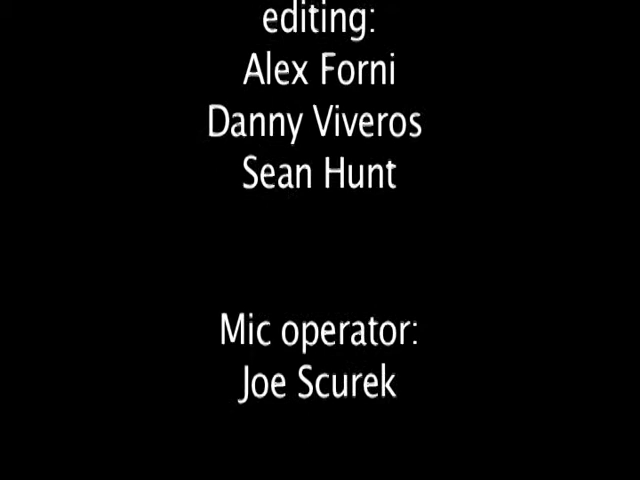 editing:
Alex Forni
Danny Viveros
Sean Hunt
Mic operator:
Joe Scurek